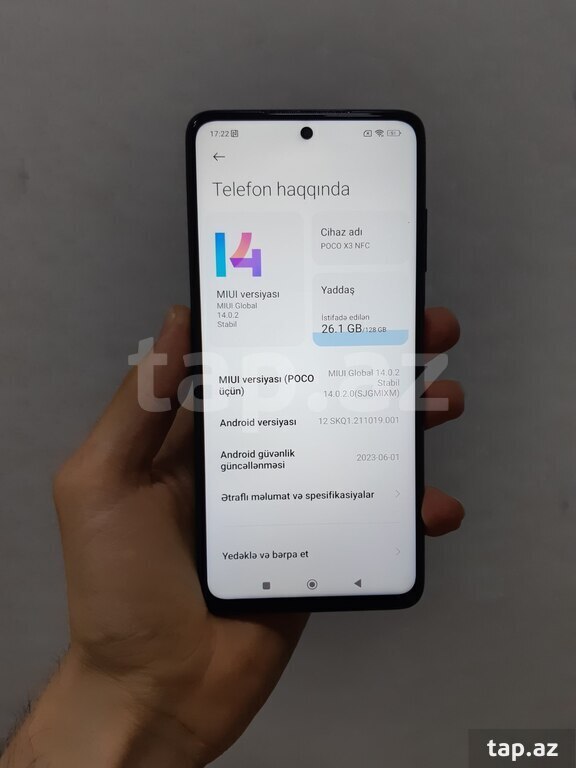 17:22
Telefon haqqında
14
MIUI versiyası
MIUI Global
14.0.2
Stabil
Cihaz adı
POCO X3 NFC
Yaddaş
İstifadə edilən
26.1 GB/128 GB
tap.az
MIUI versiyası (POCO
üçün)
MIUI Global 14.0.2
Stabil
14.0.2.0(SJGMIXM)
Android versiyası
12 SKQ1.211019.001
Android güvənlik
güncəllənməsi
2023-06-01
Ətraflı məlumat və spesifikasiyalar
Yedəklə və bərpa et
tap.az